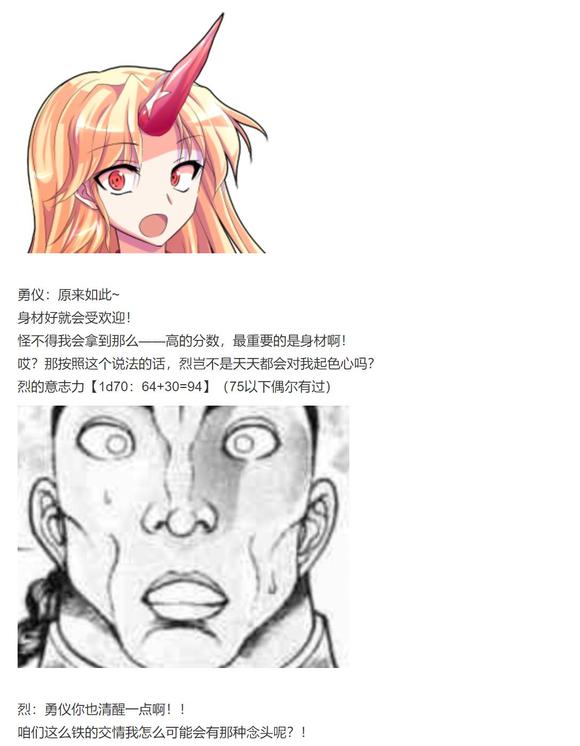 勇仪：原来如此~
身材好就会受欢迎！
怪不得我会拿到那么——高的分数，最重要的是身材啊！
哎？那按照这个说法的话，烈岂不是天天都会对我起色心吗？
烈的意志力【1d70：64+30=94】（75以下偶尔有过）
烈：勇仪你也清醒一点啊！！
咱们这么铁的交情我怎么可能会有那种念头呢？！